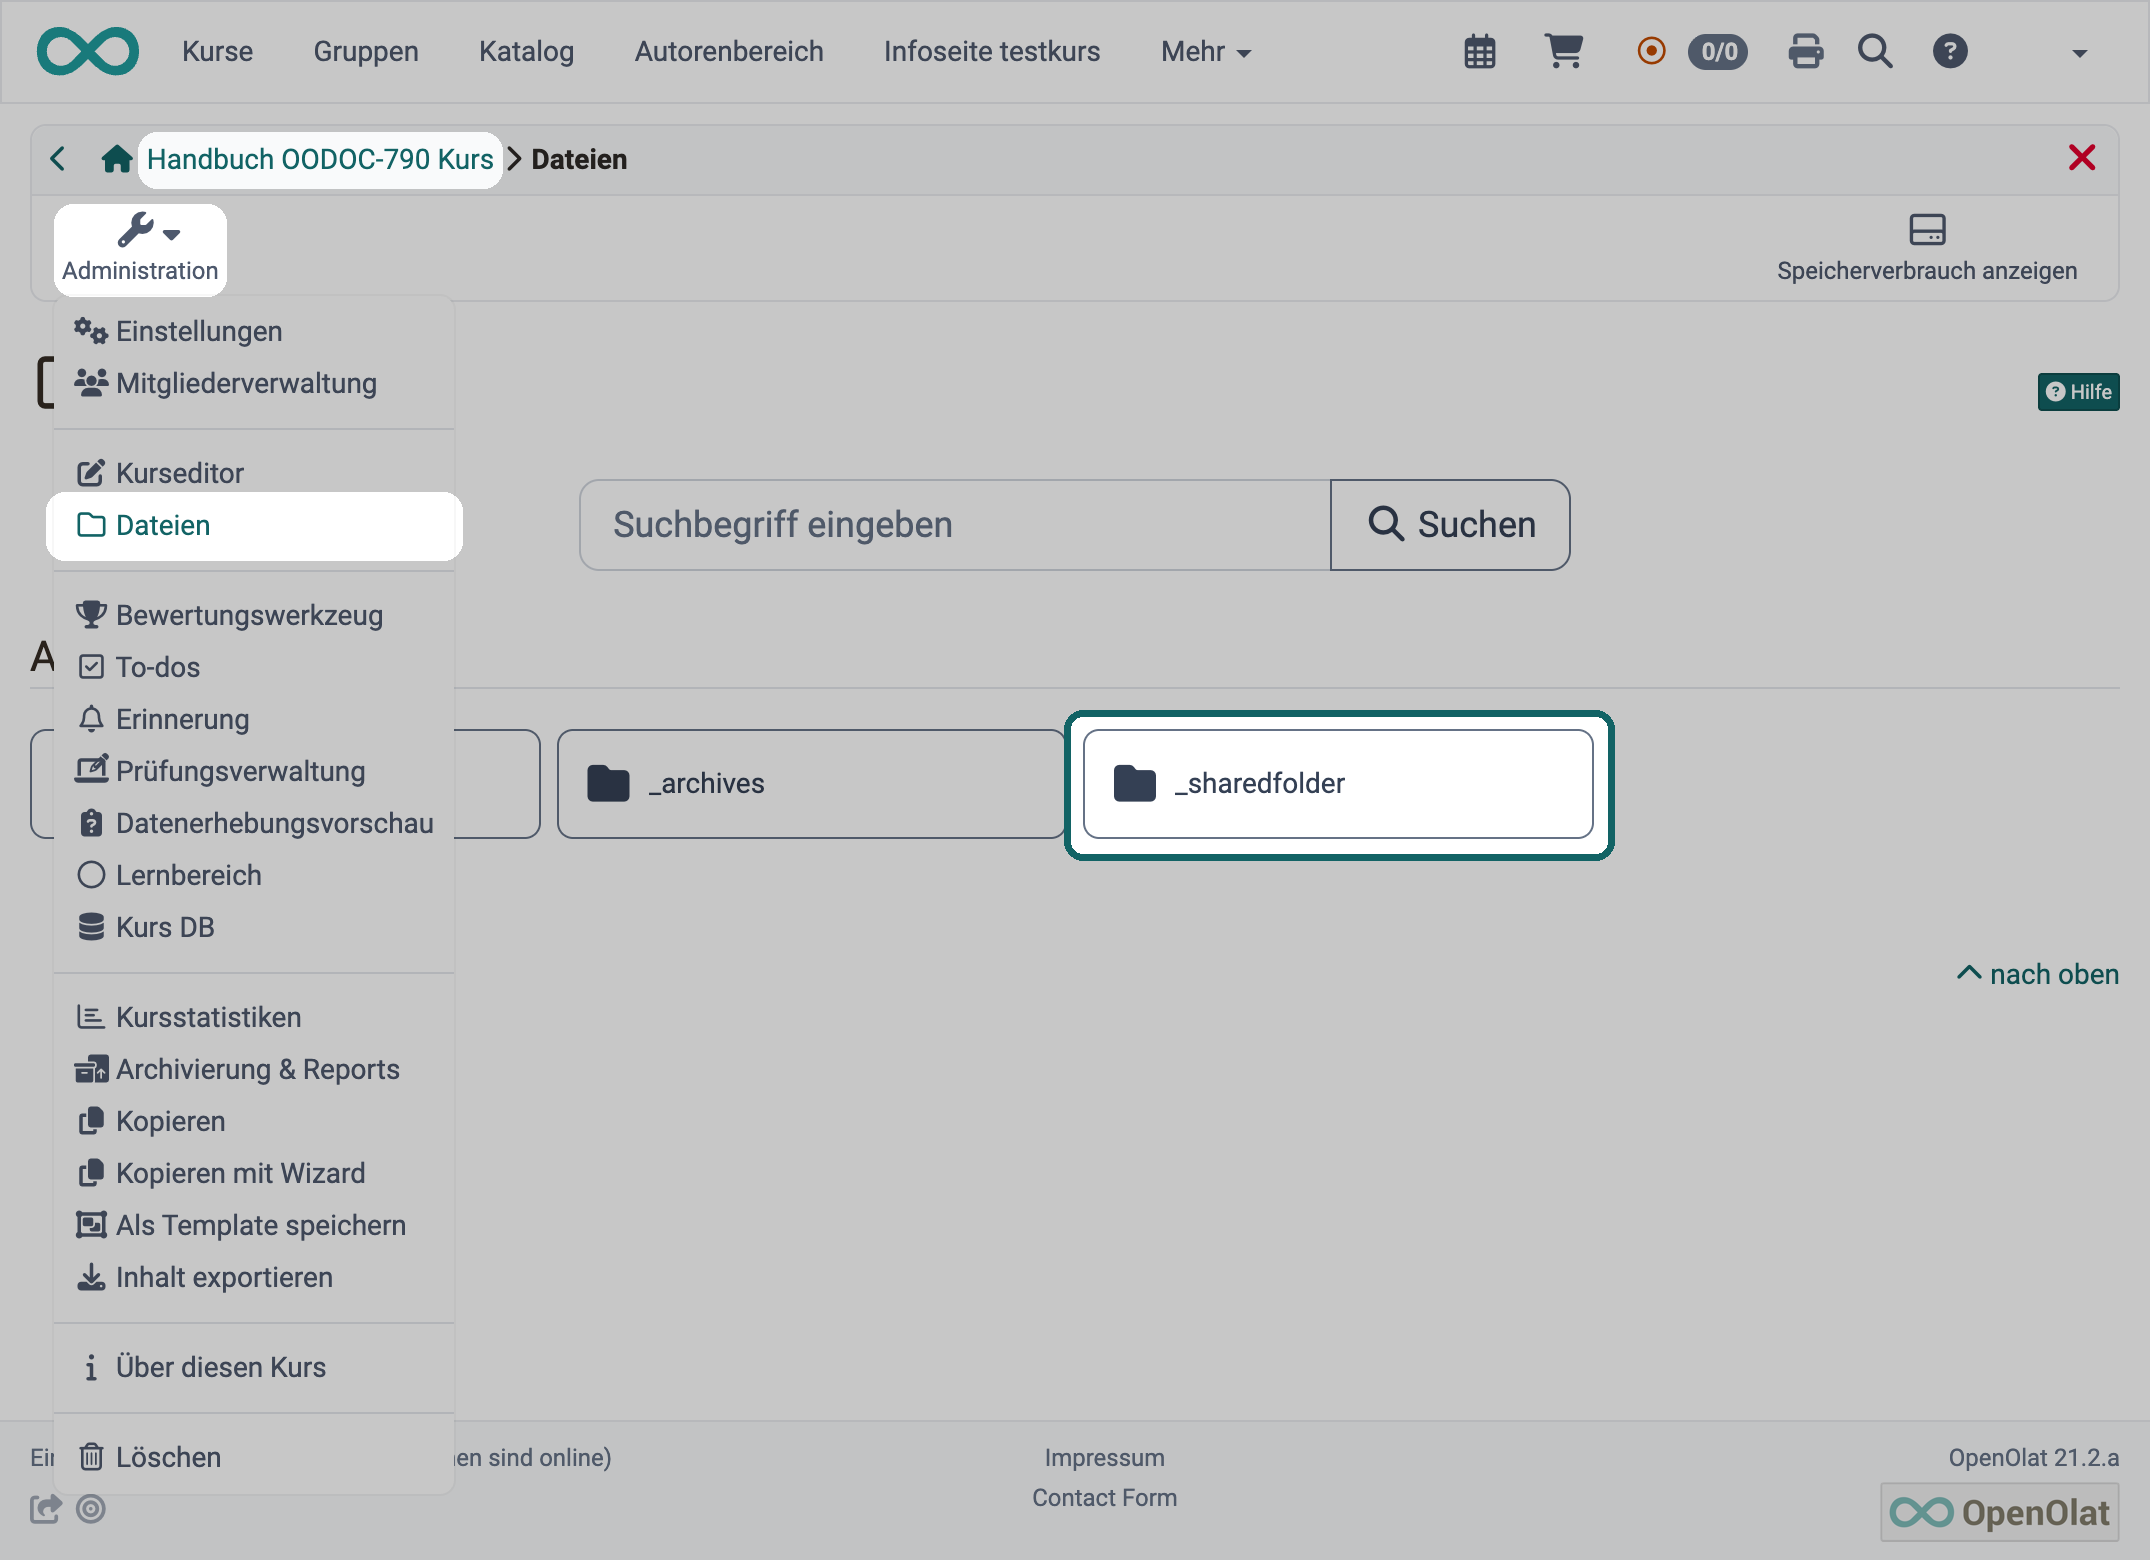 Kurse Gruppen Katalog Autorenbereich Infoseite testkurs Mehr 0/0 ?
Handbuch OODOC-790 Kurs > Dateien
Administration
Speicherverbrauch anzeigen
Einstellungen
Mitgliederverwaltung
? Hilfe
Kurseditor
Dateien
Suchbegriff eingeben
Suchen
Bewertungswerkzeug
To-dos
Erinnerung
Prüfungsverwaltung
Datenerhebungsvorschau
Lernbereich
Kurs DB
_archives
_sharedfolder
nach oben
Kursstatistiken
Archivierung & Reports
Kopieren
Kopieren mit Wizard
Als Template speichern
Inhalt exportieren
Über diesen Kurs
Löschen
sind online)
Impressum
Contact Form
OpenOlat 21.2.a
OpenOlat